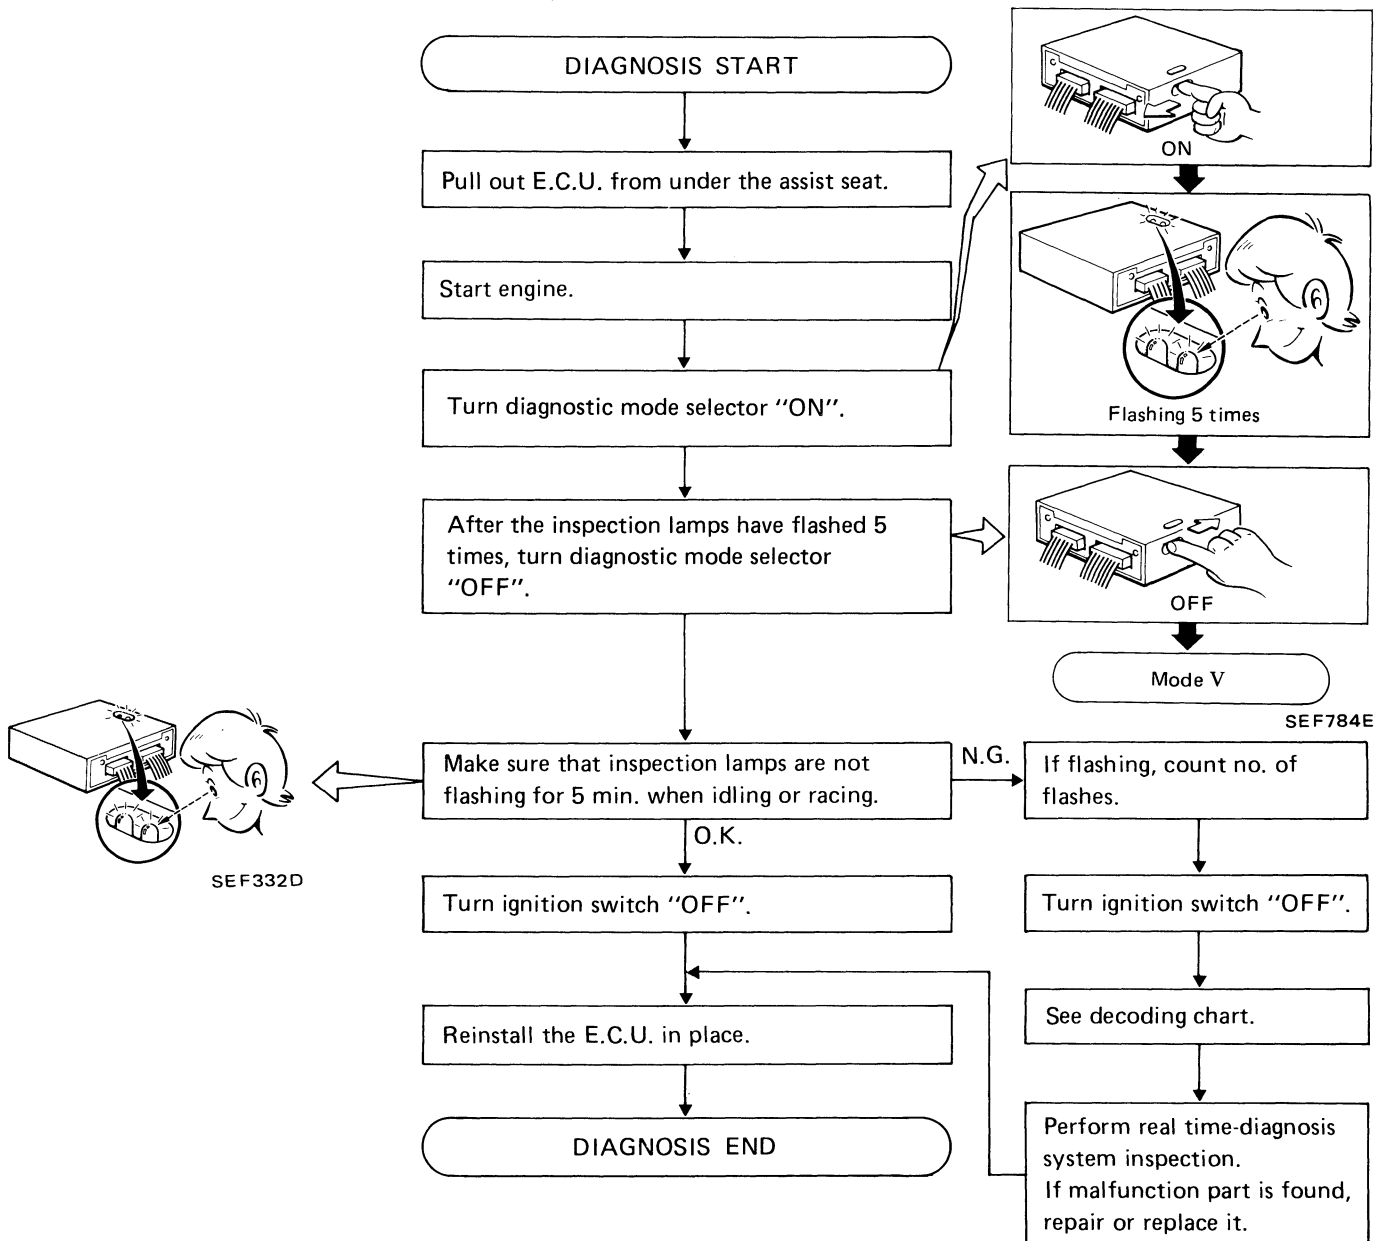 DIAGNOSIS START
Pull out E.C.U. from under the assist seat.
Start engine.
Turn diagnostic mode selector "ON".
After the inspection lamps have flashed 5
times, turn diagnostic mode selector
"OFF".
ON
Flashing 5 times
OFF
Mode V
SEF784E
Make sure that inspection lamps are not
flashing for 5 min. when idling or racing.
SEF332D
N.G.
If flashing, count no. of
flashes.
O.K.
Turn ignition switch "OFF".
Turn ignition switch "OFF".
See decoding chart.
Reinstall the E.C.U. in place.
Perform real time-diagnosis
system inspection.
If malfunction part is found,
repair or replace it.
DIAGNOSIS END